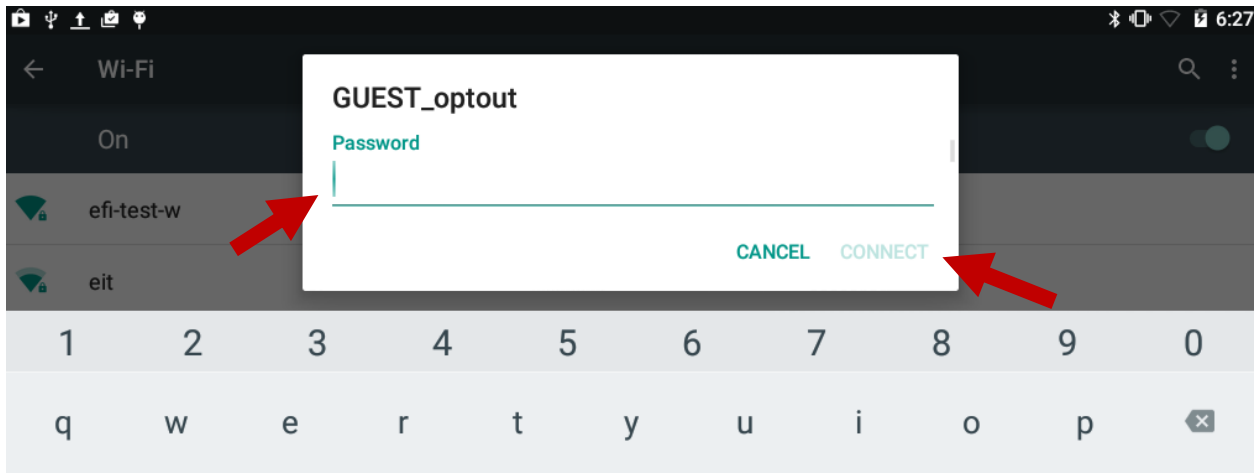 6:27
Wi-Fi
GUEST_optout
On
Password
efi-test-w
CANCEL CONNECT
eit
1 2 3 4 5 6 7 8 9 0
q w e r t y u i o p